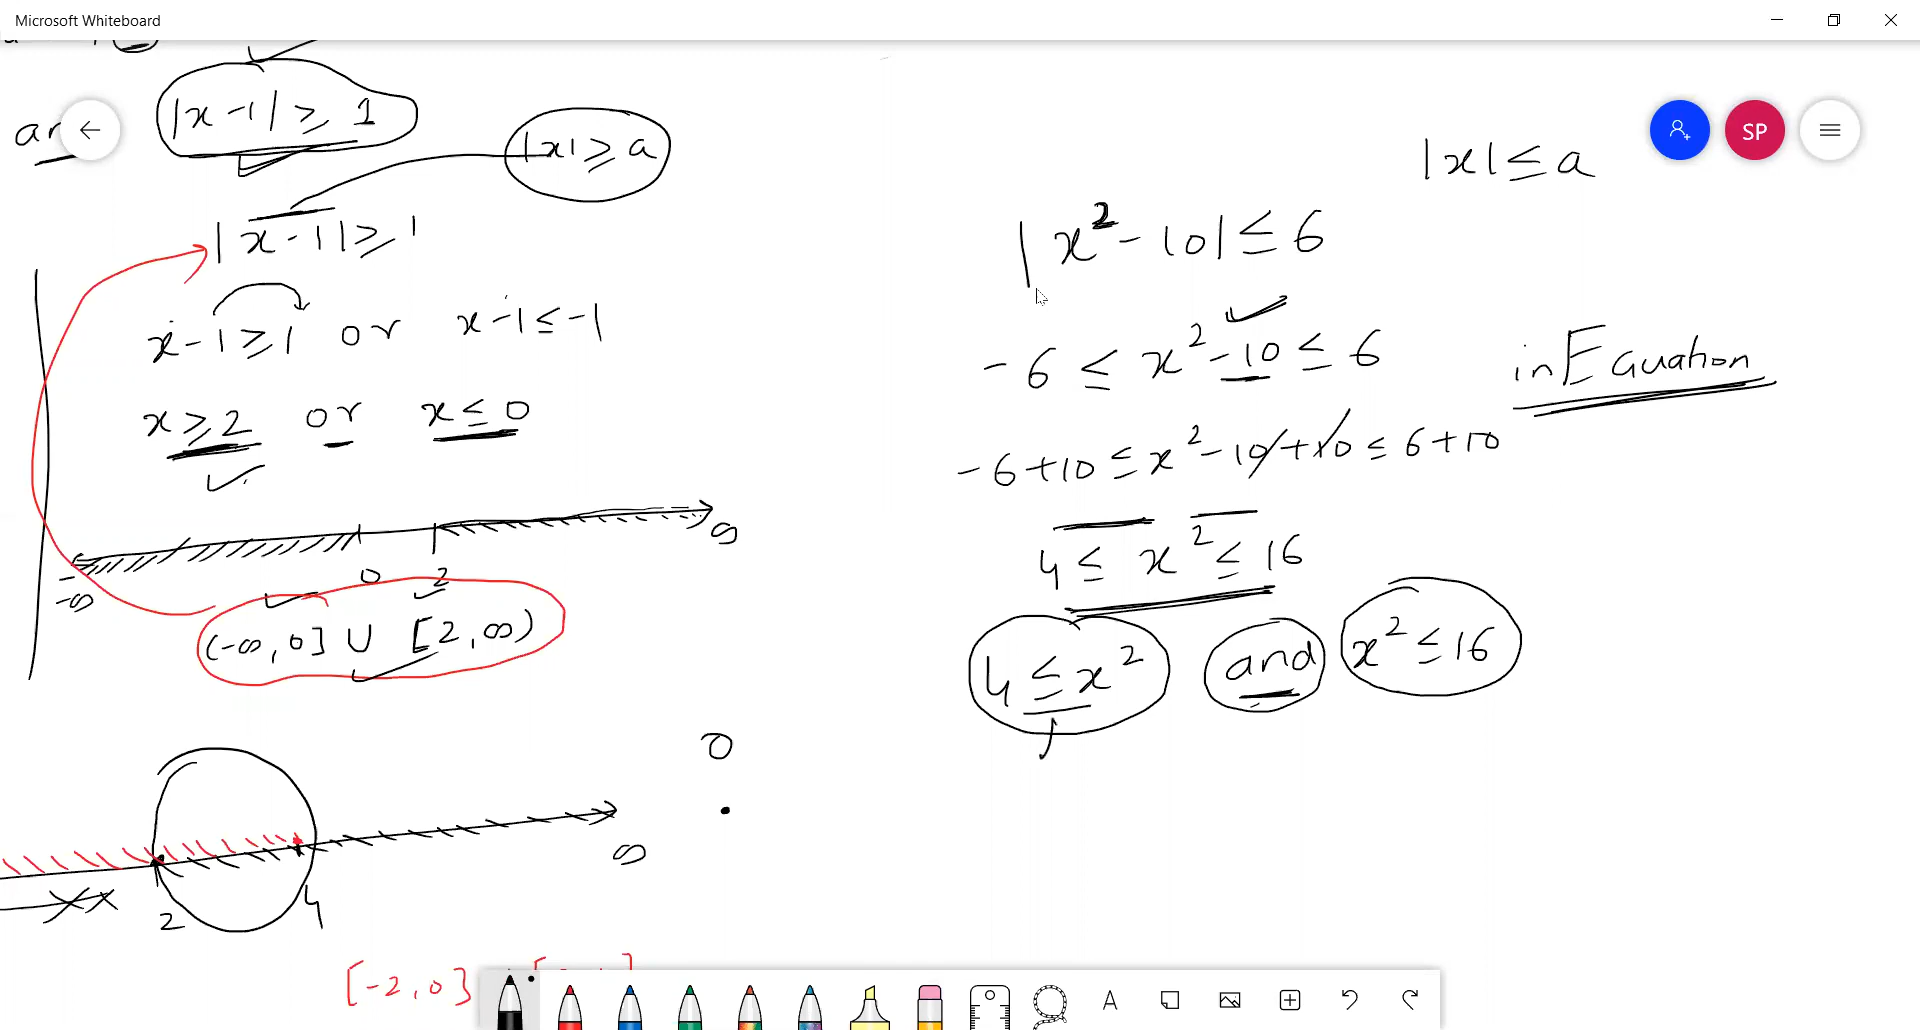 Microsoft Whiteboard
|x-1| ≥ 1
|x| ≥ a
|x-1| ≥ 1
x-1 ≥ 1 or x-1 ≤ -1
x ≥ 2 or x ≤ 0
-∞ 0 2 ∞
(-∞, 0] ∪ [2, ∞)
0
2 4 ∞
[-2, 0]
SP
|x| ≤ a
|x² - 10| ≤ 6
-6 ≤ x² - 10 ≤ 6
inEquation
-6+10 ≤ x² - 10 + 10 ≤ 6+10
4 ≤ x² ≤ 16
4 ≤ x² and x² ≤ 16